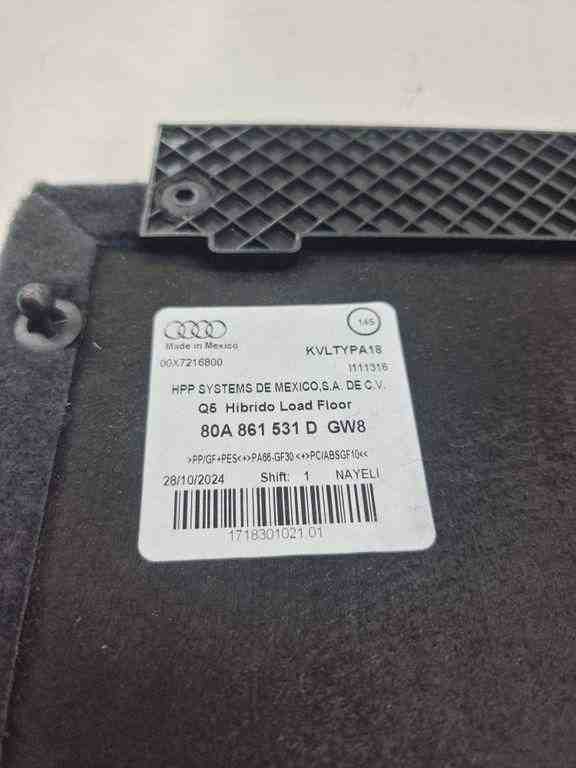 Made in Mexico
145
00X7216800
KVLTYPA18
I111316
HPP SYSTEMS DE MEXICO,S.A. DE C.V.
Q5 Hibrido Load Floor
80A 861 531 D GW8
>PP/GF+PES<+>PA66-GF30<+>PC/ABSGF10<<
28/10/2024 Shift: 1 NAYELI
1718301021.01